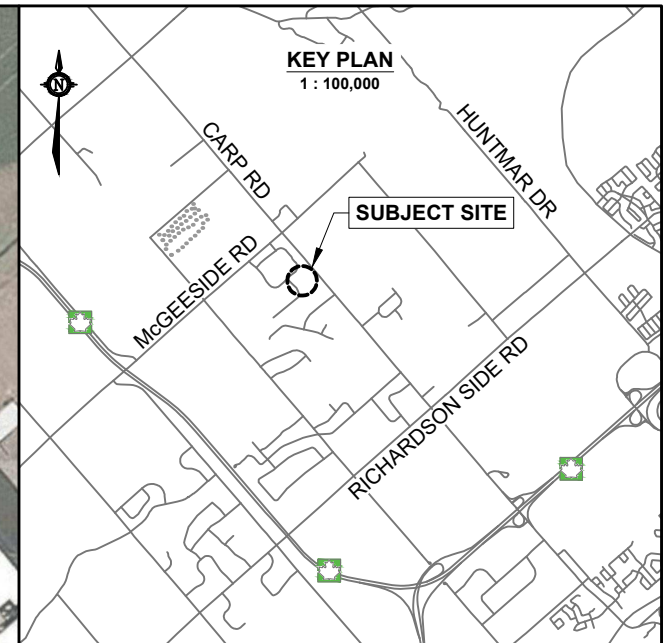 KEY PLAN
1 : 100,000
N
CARP RD
HUNTMAR DR
SUBJECT SITE
McGEESIDE RD
RICHARDSON SIDE RD